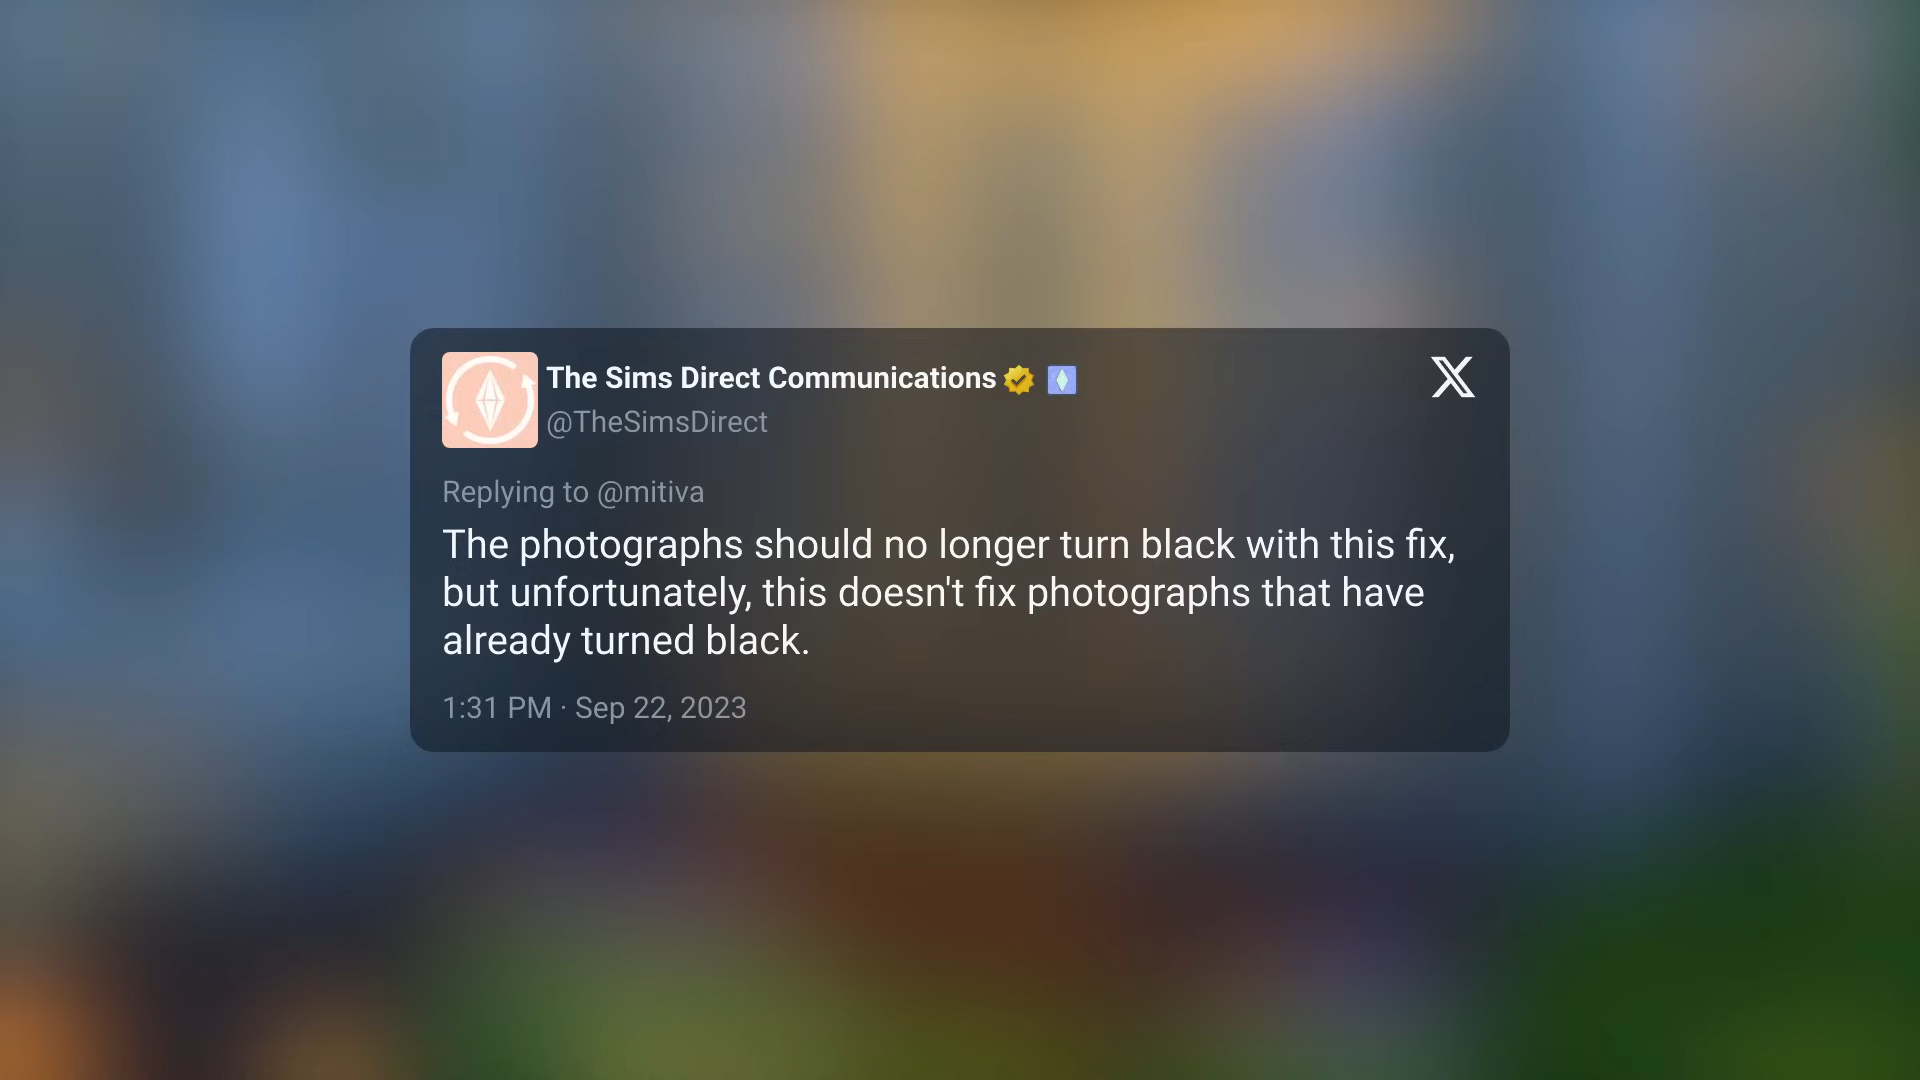 The Sims Direct Communications
@TheSimsDirect
Replying to @mitiva
The photographs should no longer turn black with this fix,
but unfortunately, this doesn't fix photographs that have
already turned black.
1:31 PM · Sep 22, 2023